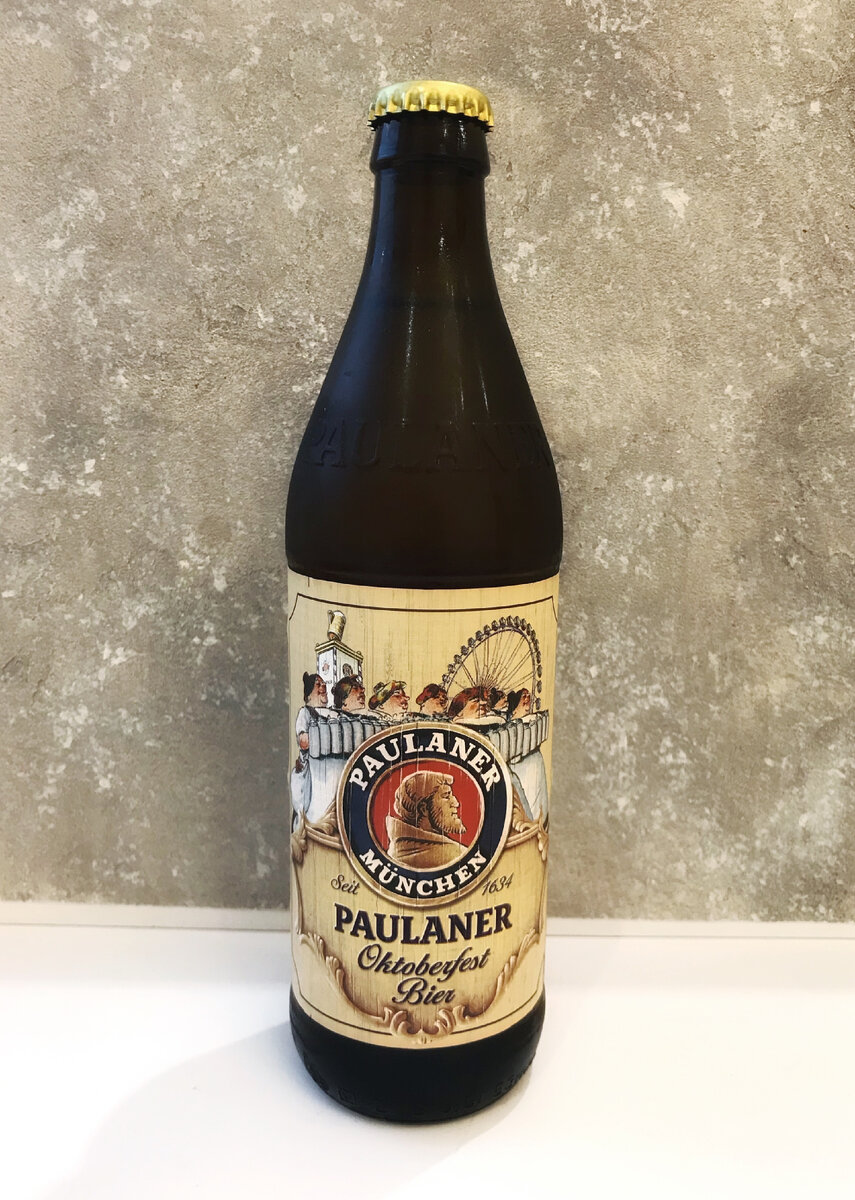 PAULANER
PAULANER
MÜNCHEN
Seit 1634
PAULANER
Oktoberfest
Bier